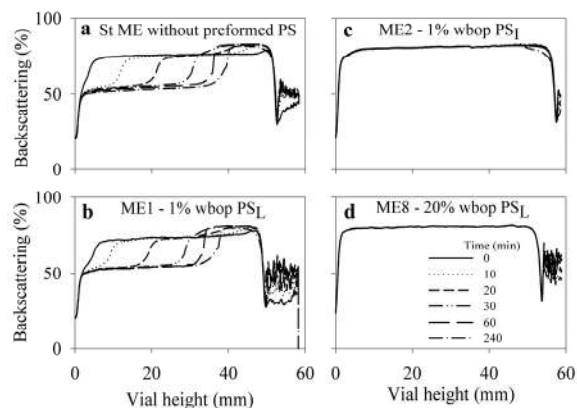 a St ME without preformed PS
c ME2 - 1% wbop PS_I
Backscattering (%)
100
50
0
b ME1 - 1% wbop PS_L
d ME8 - 20% wbop PS_L
Backscattering (%)
100
50
0
Time (min)
0
10
20
30
60
240
0 20 40 60
0 20 40 60
Vial height (mm)
Vial height (mm)